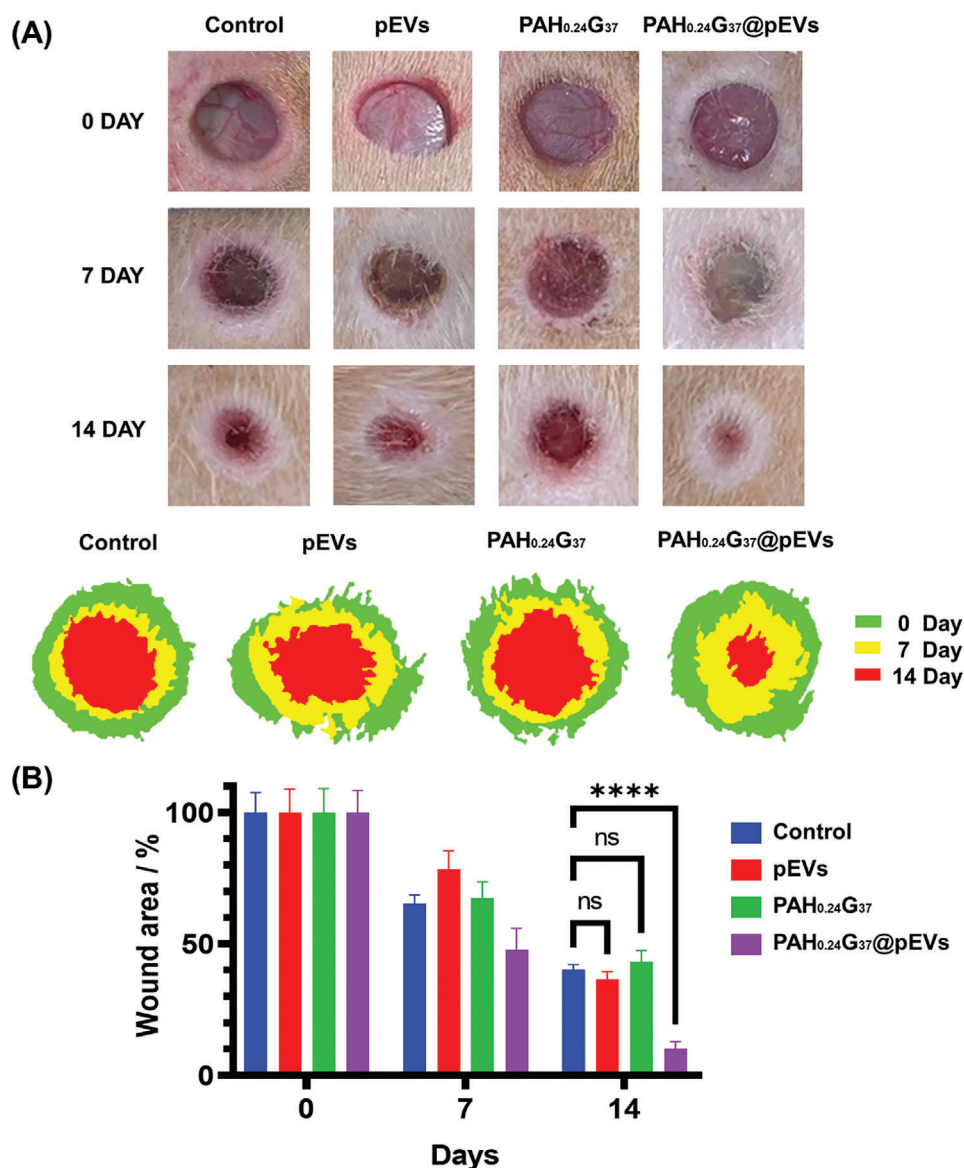 (A)
Control pEVs PAH₀.₂₄G₃₇ PAH₀.₂₄G₃₇@pEVs
0 DAY
7 DAY
14 DAY
Control pEVs PAH₀.₂₄G₃₇ PAH₀.₂₄G₃₇@pEVs
0 Day
7 Day
14 Day
(B)
Wound area / %
100
50
0
0 7 14
Days
ns
ns
****
Control
pEVs
PAH₀.₂₄G₃₇
PAH₀.₂₄G₃₇@pEVs